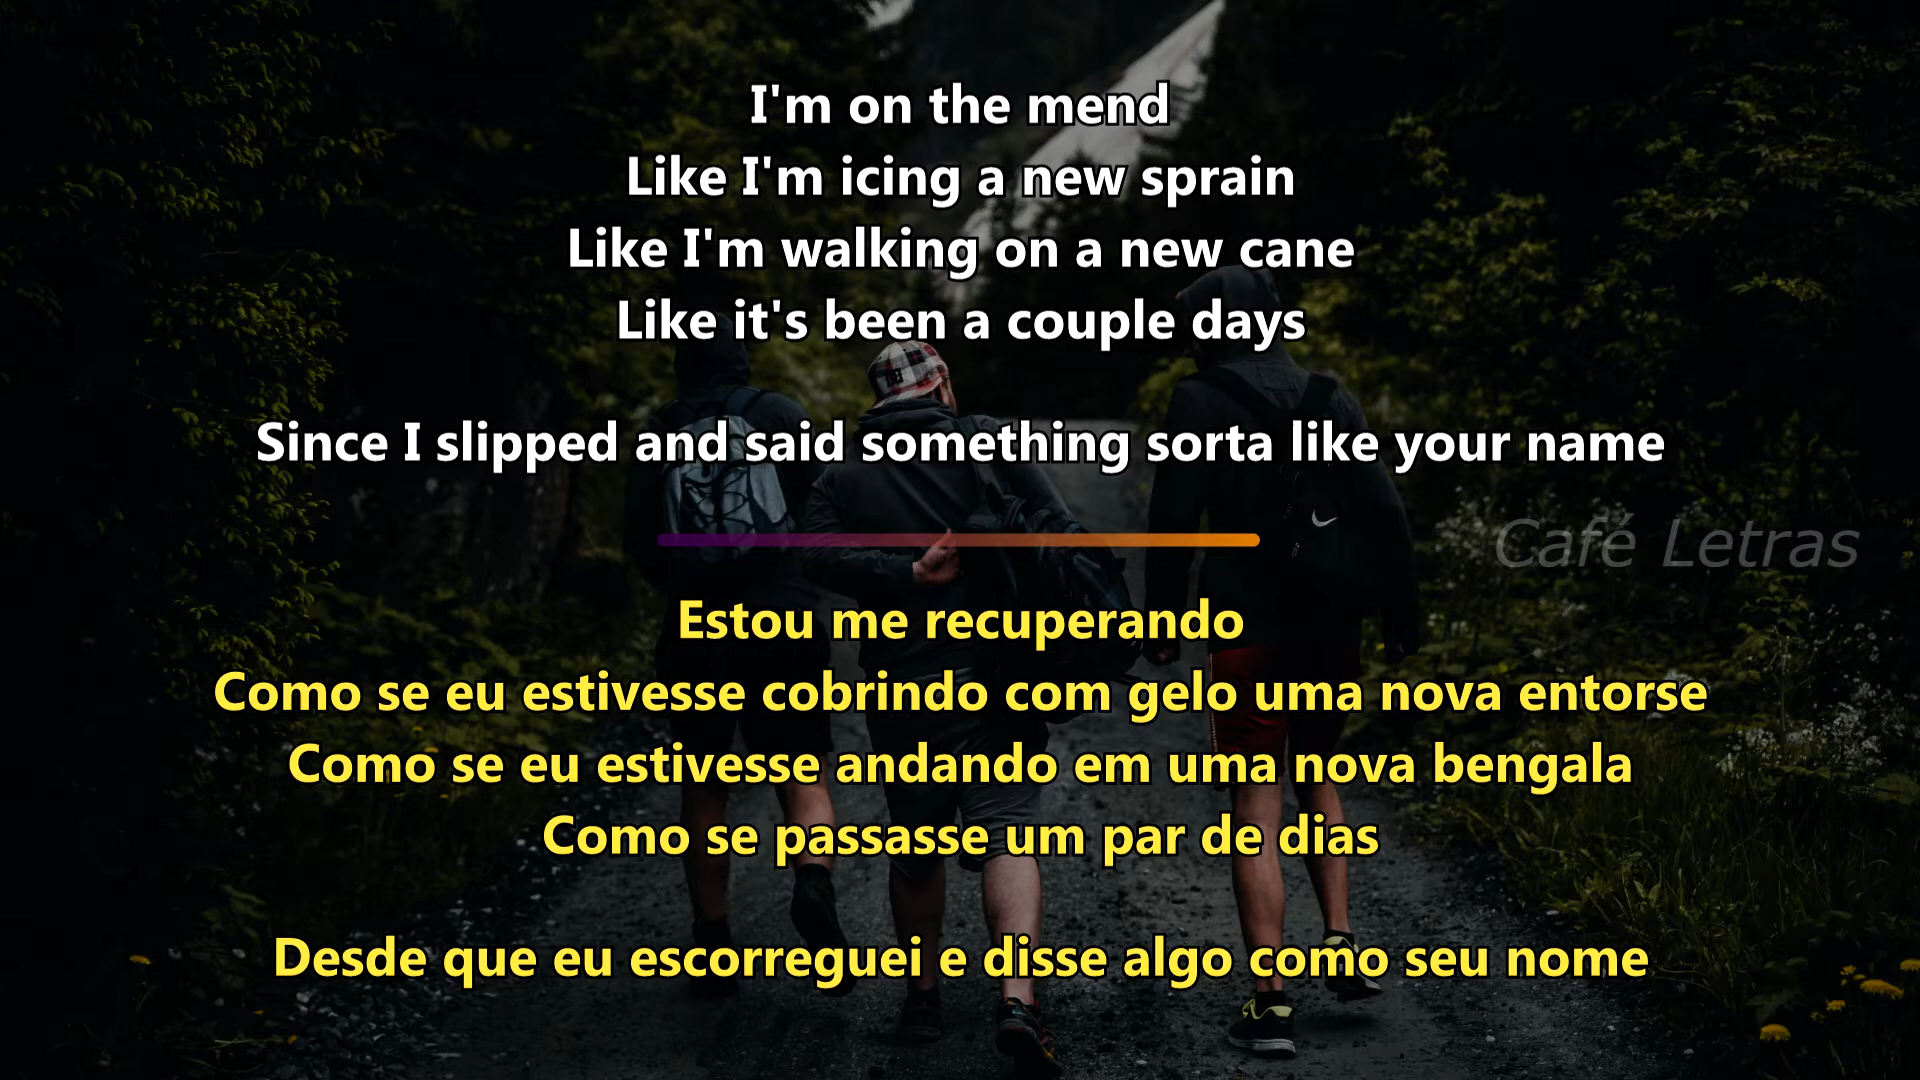 I'm on the mend
Like I'm icing a new sprain
Like I'm walking on a new cane
Like it's been a couple days
Since I slipped and said something sorta like your name
Café Letras
Estou me recuperando
Como se eu estivesse cobrindo com gelo uma nova entorse
Como se eu estivesse andando em uma nova bengala
Como se passasse um par de dias
Desde que eu escorreguei e disse algo como seu nome